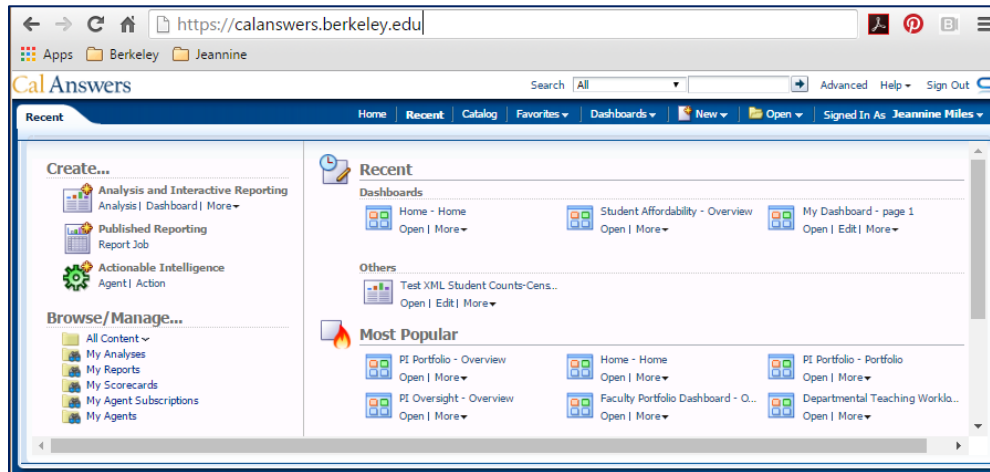 https://calanswers.berkeley.edu
Apps Berkeley Jeannine
Cal Answers Search All Advanced Help Sign Out
Recent Home Recent Catalog Favorites Dashboards New Open Signed In As Jeannine Miles
Create...
Analysis and Interactive Reporting
Analysis| Dashboard| More
Published Reporting
Report Job
Actionable Intelligence
Agent| Action
Browse/Manage...
All Content
My Analyses
My Reports
My Scorecards
My Agent Subscriptions
My Agents
Recent
Dashboards
Home - Home Student Affordability - Overview My Dashboard - page 1
Open | More Open | More Open | Edit| More
Others
Test XML Student Counts-Cens...
Open | Edit| More
Most Popular
PI Portfolio - Overview Home - Home PI Portfolio - Portfolio
Open | More Open | More Open | More
PI Oversight - Overview Faculty Portfolio Dashboard - O... Departmental Teaching Worklo...
Open | More Open | More Open | More